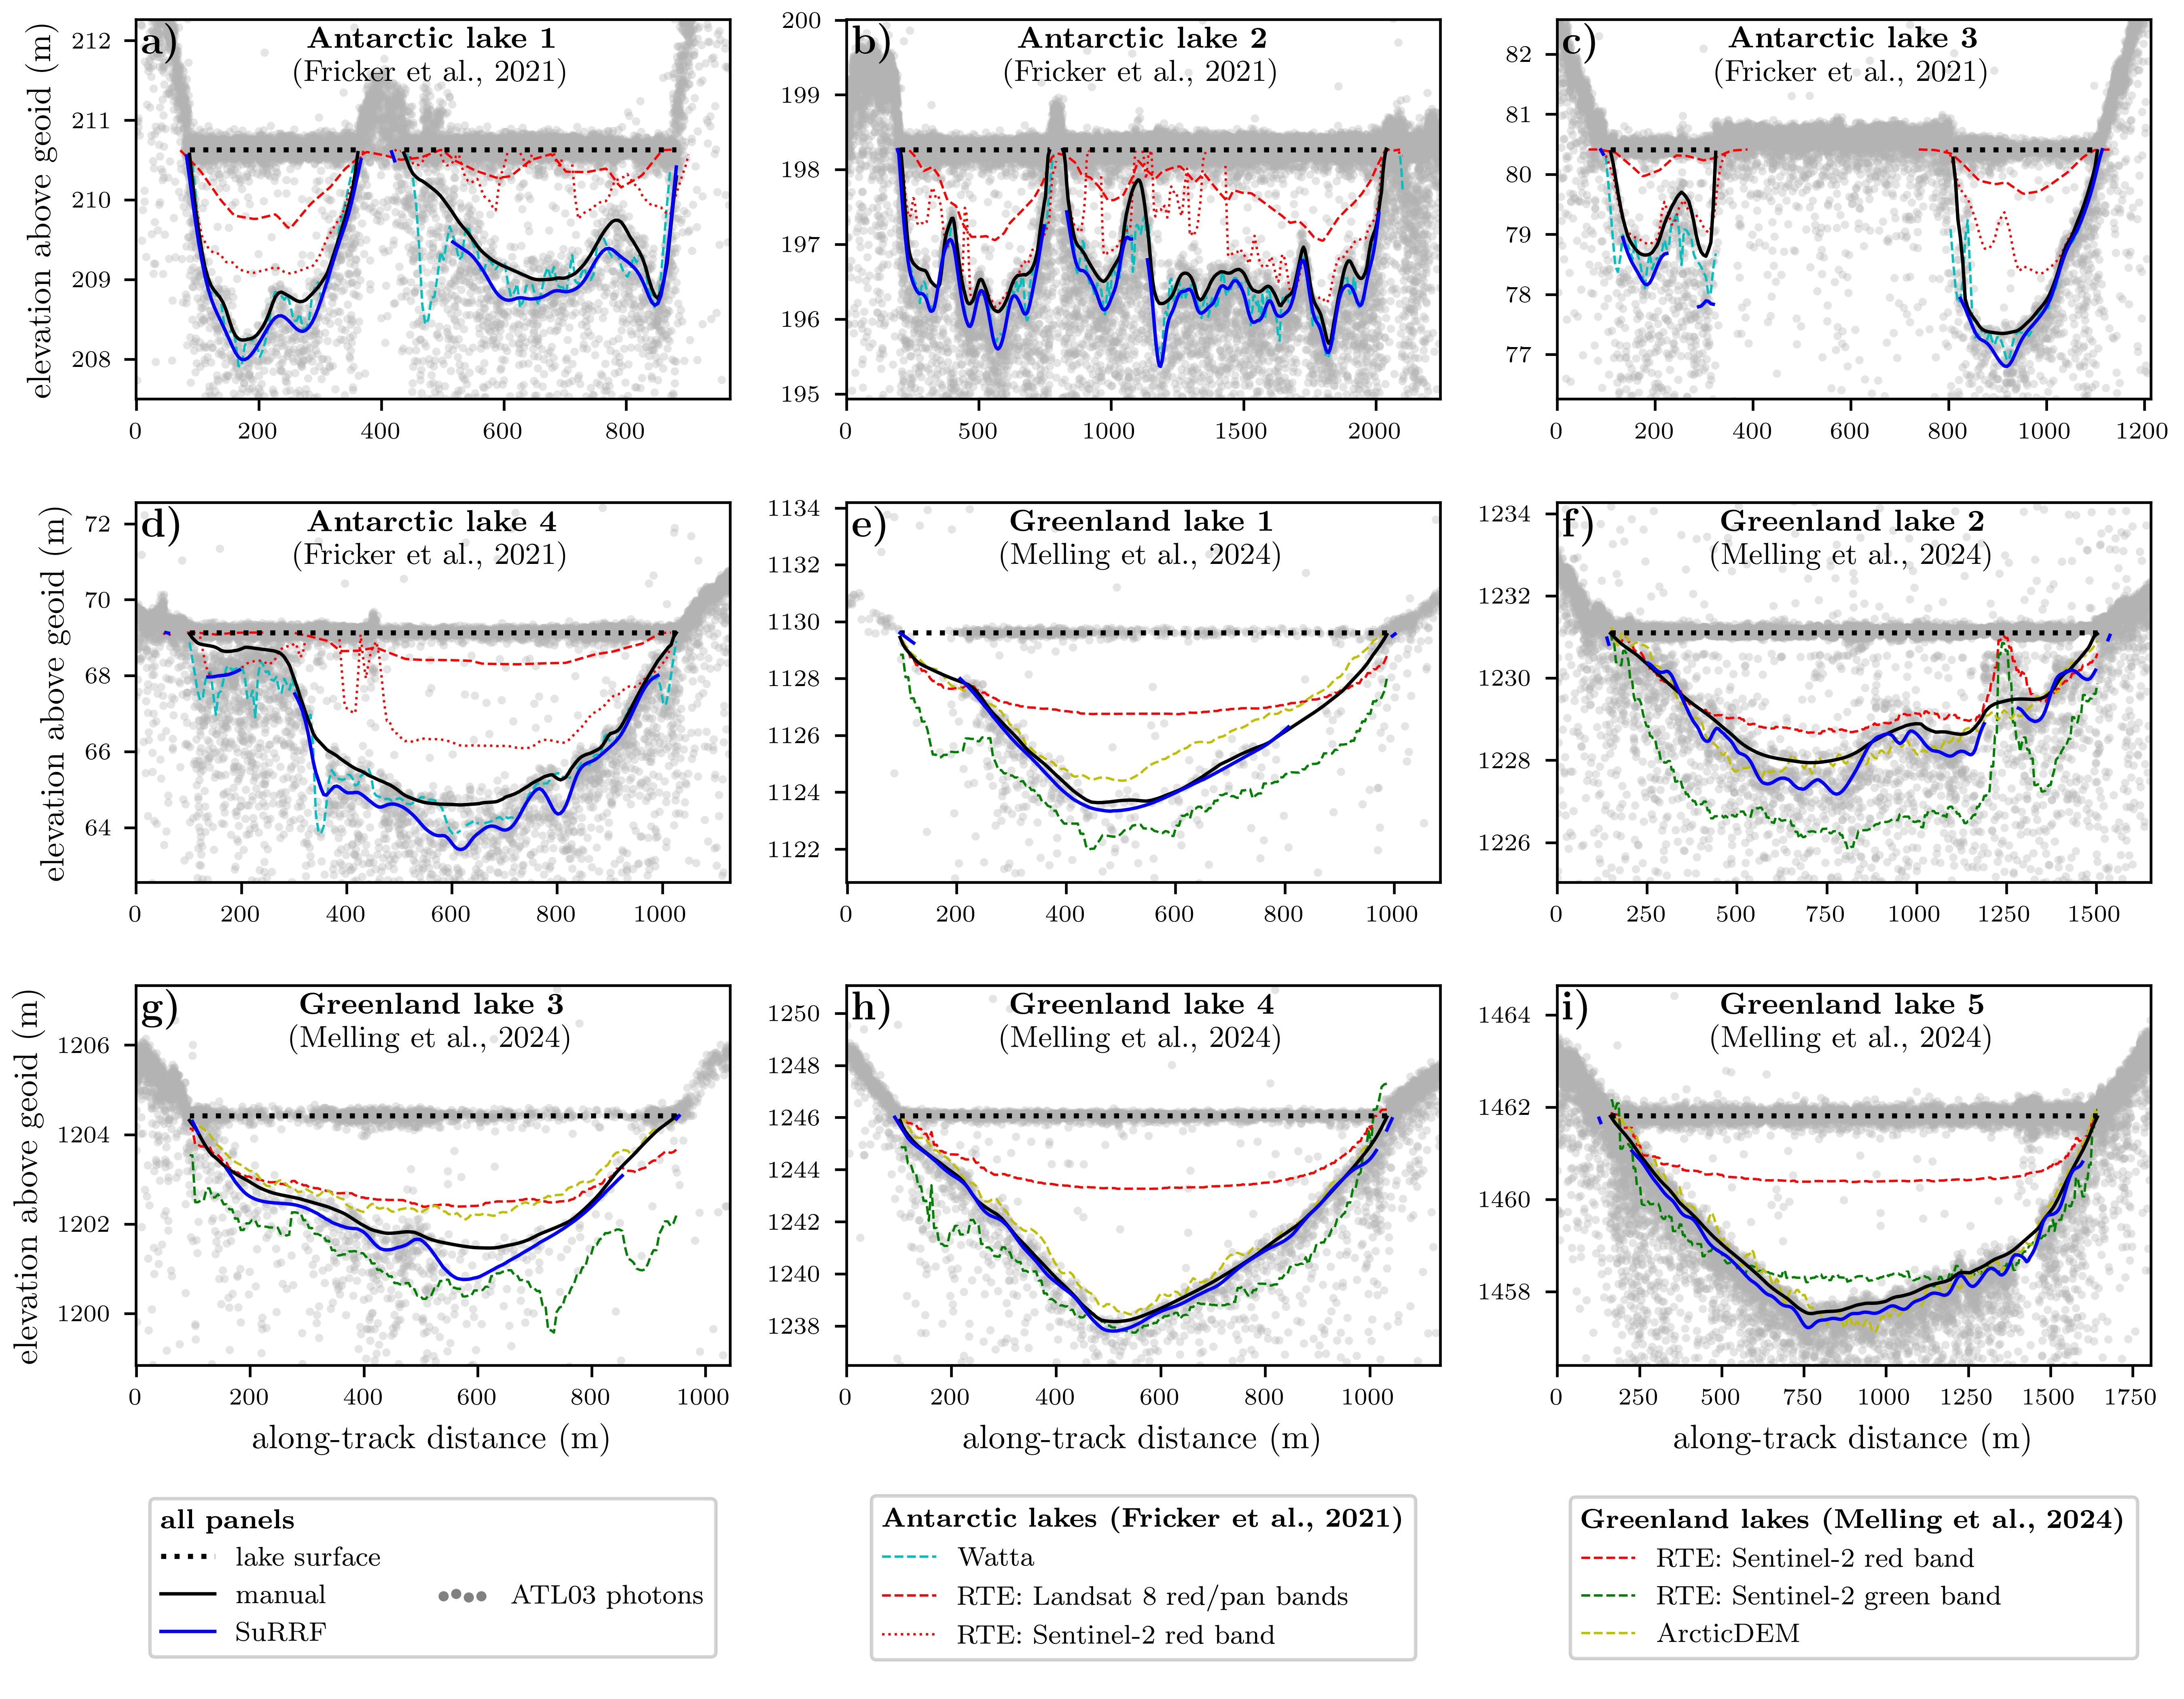 a)
Antarctic lake 1
(Fricker et al., 2021)
elevation above geoid (m)
212
211
210
209
208
0 200 400 600 800
b)
Antarctic lake 2
(Fricker et al., 2021)
200
199
198
197
196
195
0 500 1000 1500 2000
c)
Antarctic lake 3
(Fricker et al., 2021)
82
81
80
79
78
77
0 200 400 600 800 1000 1200
d)
Antarctic lake 4
(Fricker et al., 2021)
elevation above geoid (m)
72
70
68
66
64
0 200 400 600 800 1000
e)
Greenland lake 1
(Melling et al., 2024)
1134
1132
1130
1128
1126
1124
1122
0 200 400 600 800 1000
f)
Greenland lake 2
(Melling et al., 2024)
1234
1232
1230
1228
1226
0 250 500 750 1000 1250 1500
g)
Greenland lake 3
(Melling et al., 2024)
elevation above geoid (m)
1206
1204
1202
1200
0 200 400 600 800 1000
along-track distance (m)
h)
Greenland lake 4
(Melling et al., 2024)
1250
1248
1246
1244
1242
1240
1238
0 200 400 600 800 1000
along-track distance (m)
i)
Greenland lake 5
(Melling et al., 2024)
1464
1462
1460
1458
0 250 500 750 1000 1250 1500 1750
along-track distance (m)
all panels
lake surface
manual
SuRRF
ATL03 photons
Antarctic lakes (Fricker et al., 2021)
Watta
RTE: Landsat 8 red/pan bands
RTE: Sentinel-2 red band
Greenland lakes (Melling et al., 2024)
RTE: Sentinel-2 red band
RTE: Sentinel-2 green band
ArcticDEM